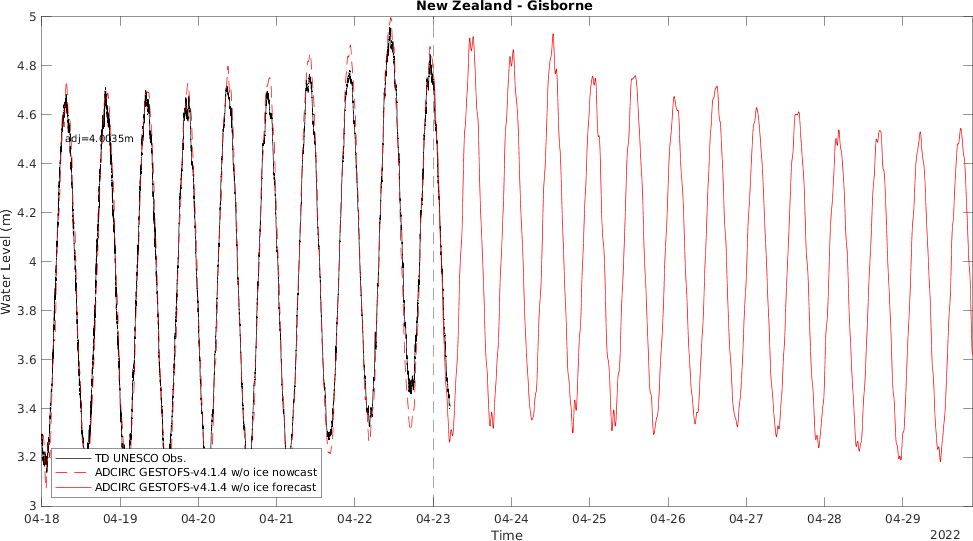 New Zealand - Gisborne
5
4.8
4.6
adj=4.0035m
4.4
4.2
4
3.8
3.6
3.4
3.2
3
Water Level (m)
TD UNESCO Obs.
ADCIRC GESTOFS-v4.1.4 w/o ice nowcast
ADCIRC GESTOFS-v4.1.4 w/o ice forecast
04-18 04-19 04-20 04-21 04-22 04-23 04-24 04-25 04-26 04-27 04-28 04-29
Time
2022